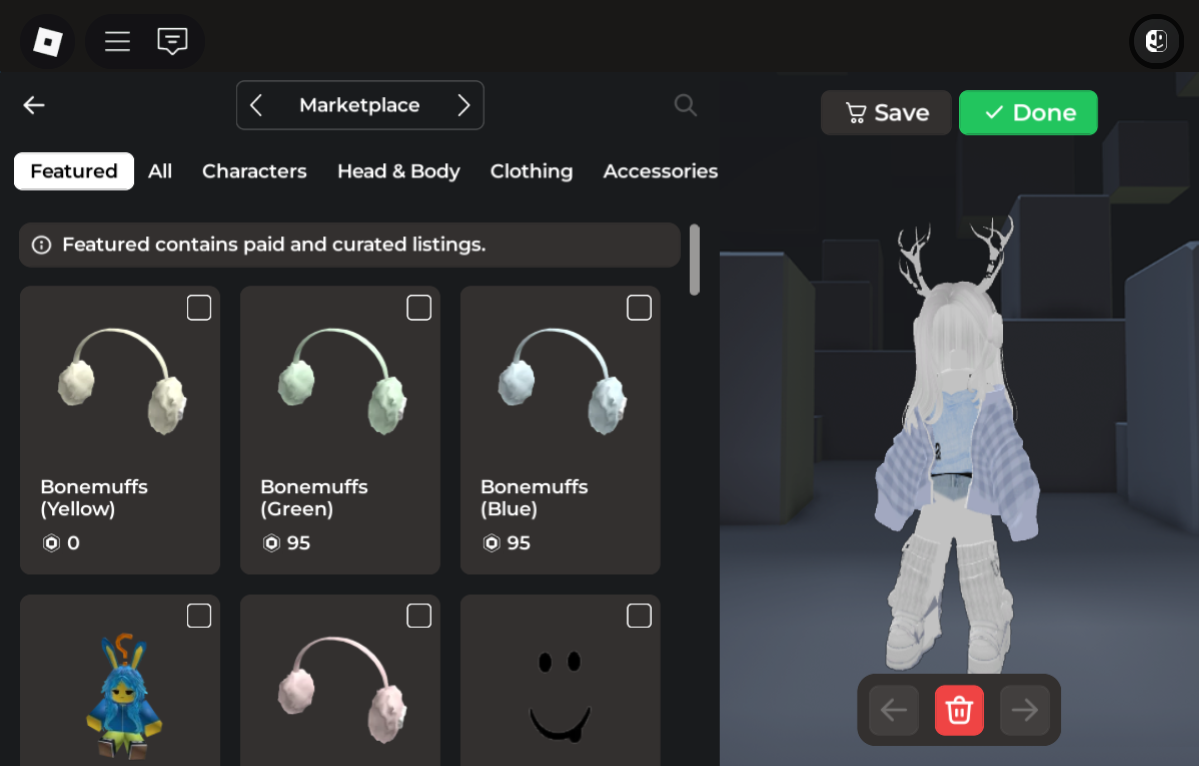 Marketplace
Save
Done
Featured
All
Characters
Head & Body
Clothing
Accessories
Featured contains paid and curated listings.
Bonemuffs
(Yellow)
0
Bonemuffs
(Green)
95
Bonemuffs
(Blue)
95